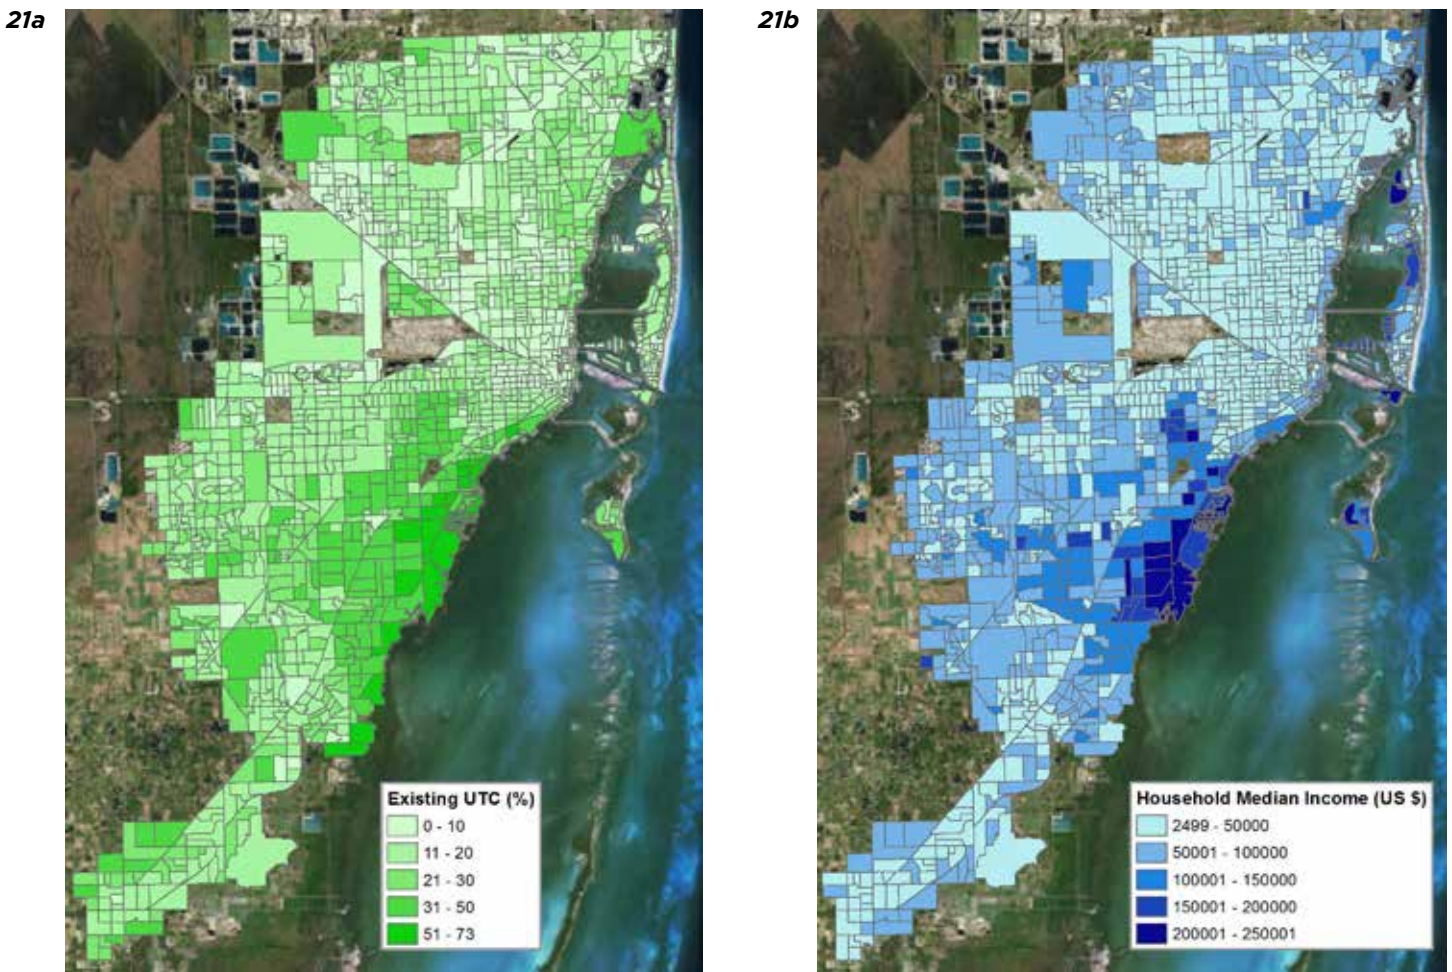 21a
21b
Existing UTC (%)
0 - 10
11 - 20
21 - 30
31 - 50
51 - 73
Household Median Income (US $)
2499 - 50000
50001 - 100000
100001 - 150000
150001 - 200000
200001 - 250001